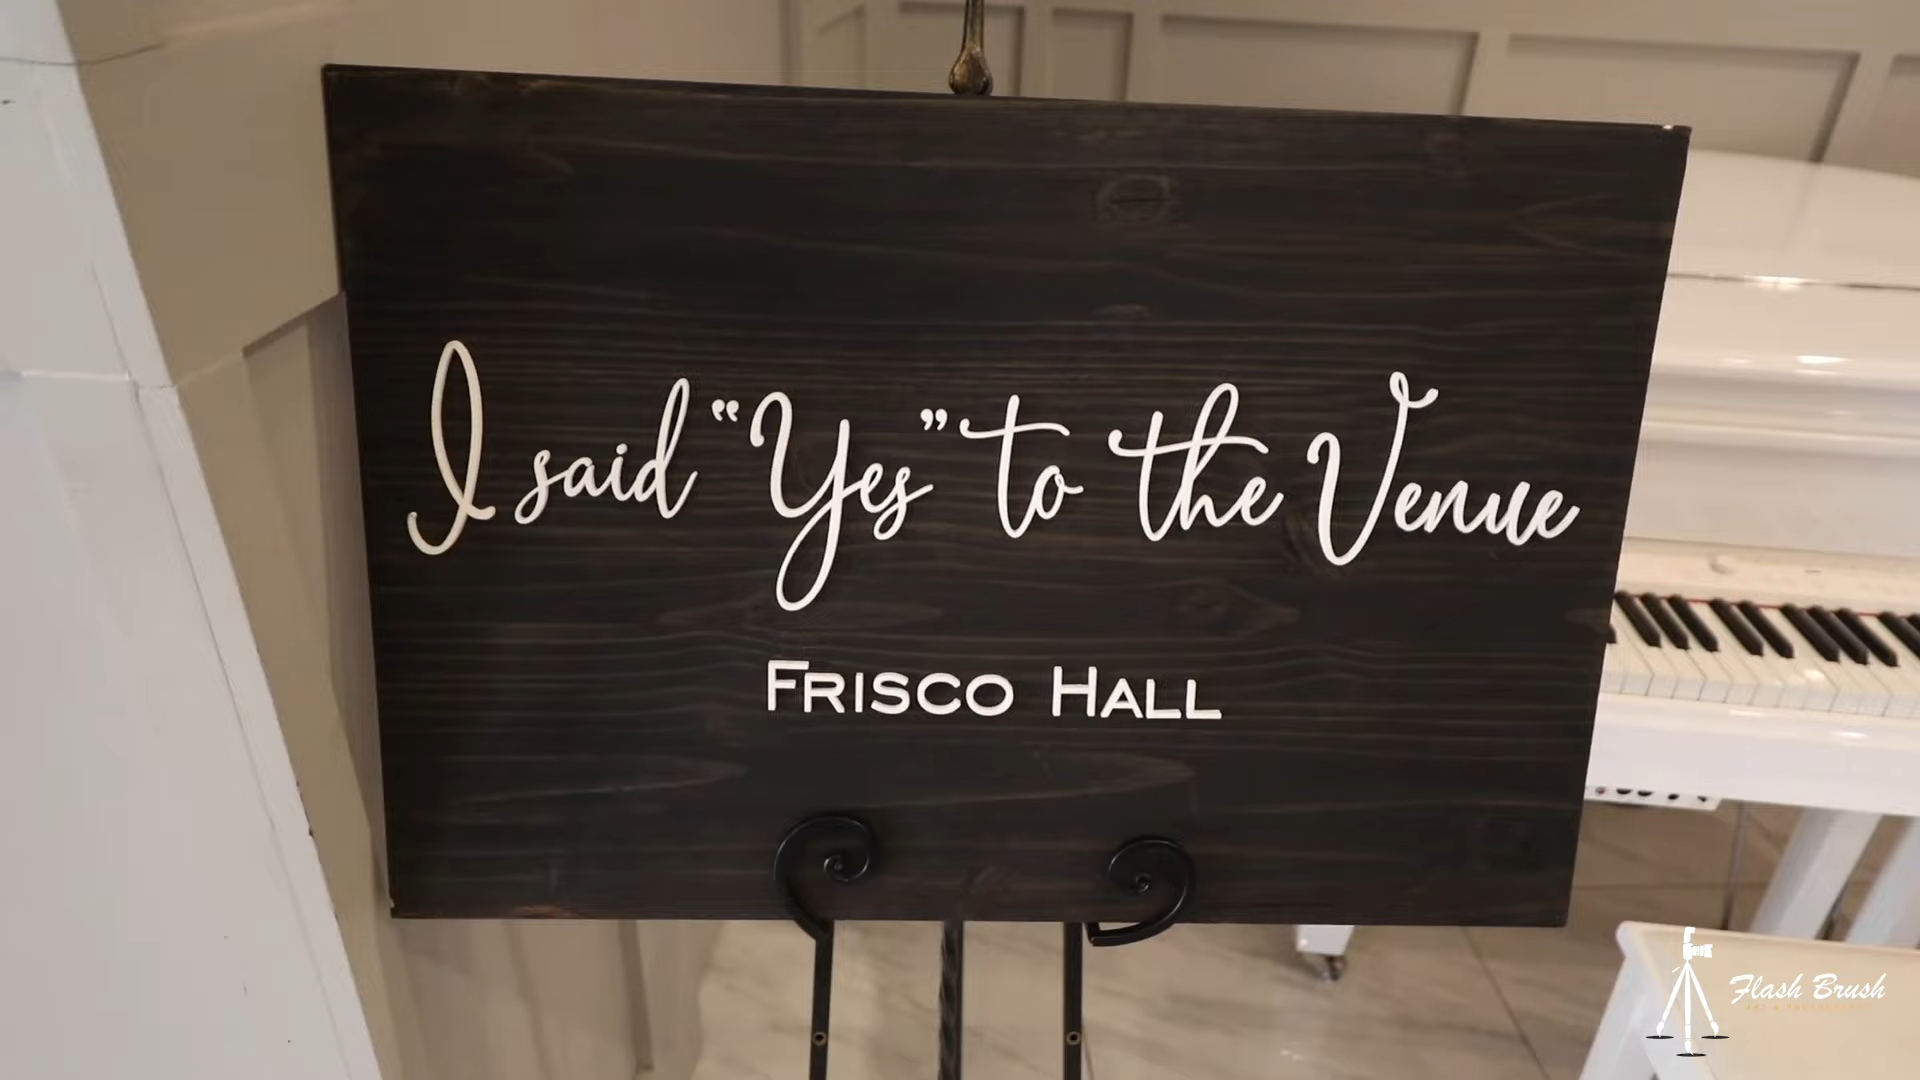 I said “Yes” to the Venue
FRISCO HALL
Flash Brush